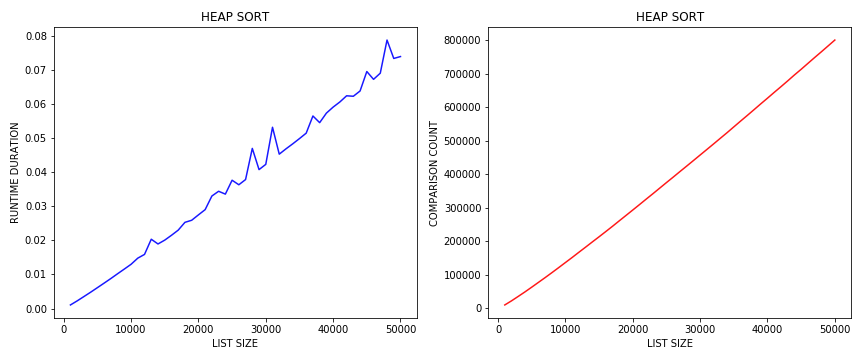 HEAP SORT
RUNTIME DURATION
0.08
0.07
0.06
0.05
0.04
0.03
0.02
0.01
0.00
0 10000 20000 30000 40000 50000
LIST SIZE
HEAP SORT
COMPARISON COUNT
800000
700000
600000
500000
400000
300000
200000
100000
0
0 10000 20000 30000 40000 50000
LIST SIZE